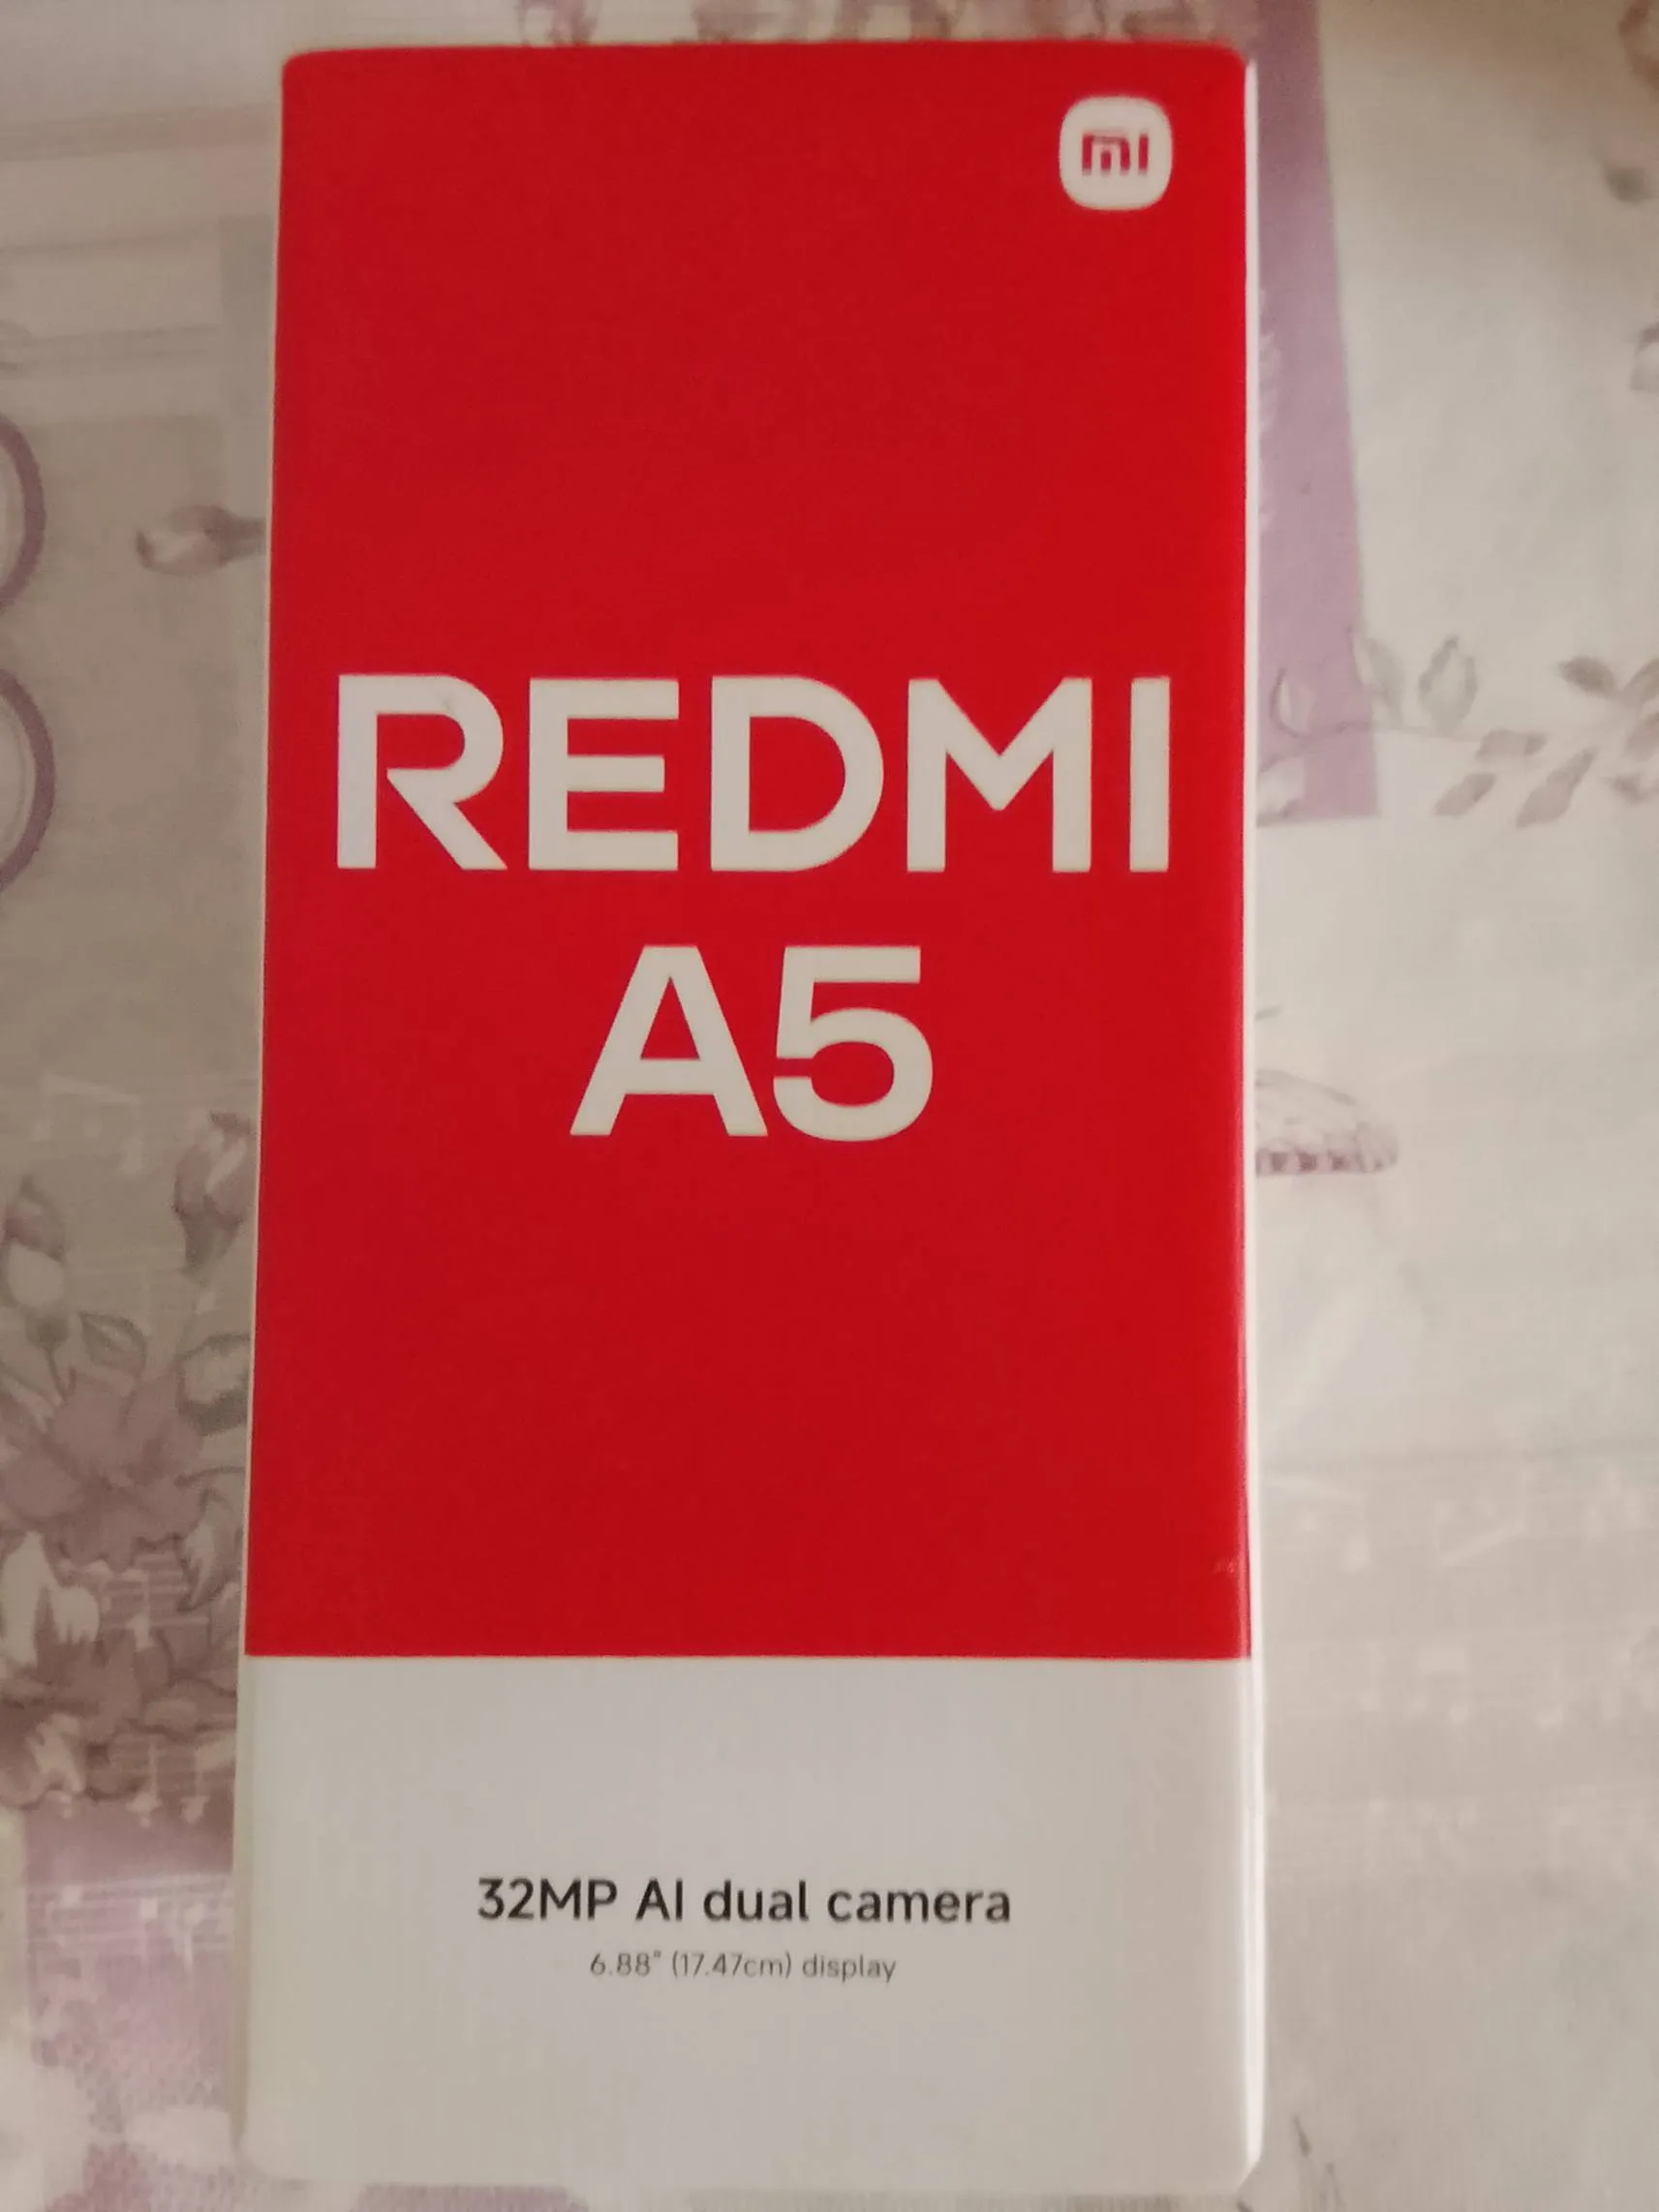 mi
REDMI
A5
32MP AI dual camera
6.88" (17.47cm) display